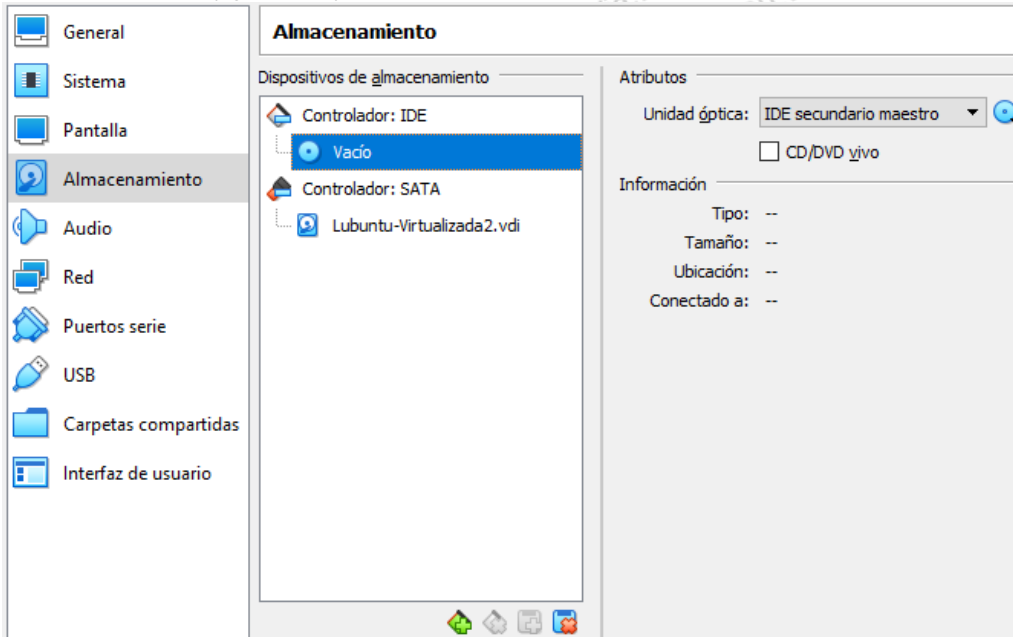 General
Sistema
Pantalla
Almacenamiento
Audio
Red
Puertos serie
USB
Carpetas compartidas
Interfaz de usuario
Almacenamiento
Dispositivos de almacenamiento
Controlador: IDE
Vacío
Controlador: SATA
Lubuntu-Virtualizada2.vdi
Atributos
Unidad óptica: IDE secundario maestro
CD/DVD vivo
Información
Tipo: --
Tamaño: --
Ubicación: --
Conectado a: --